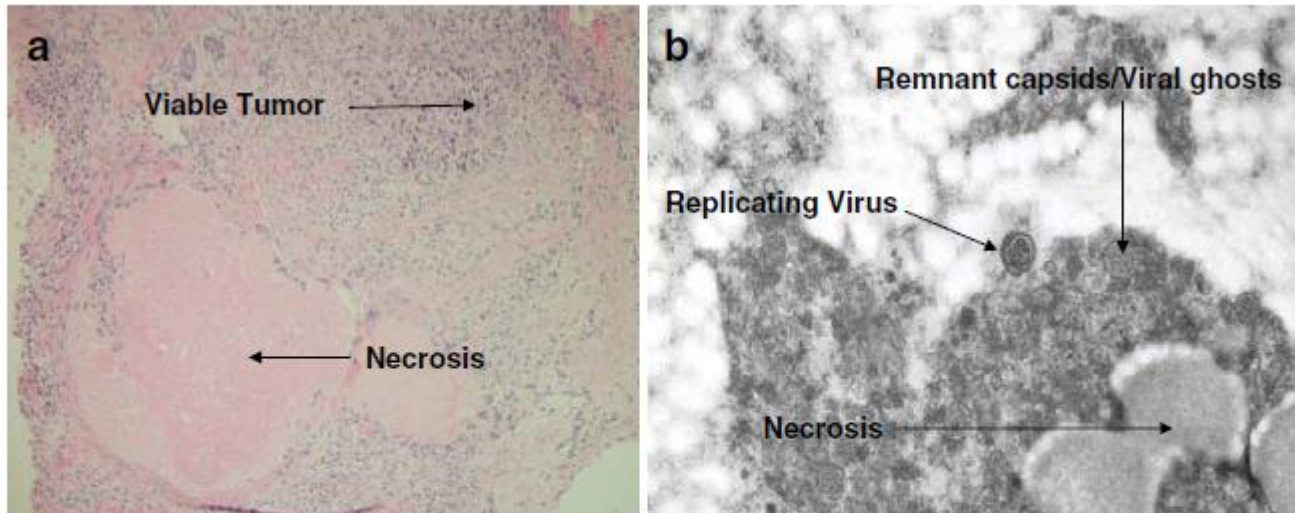 a
Viable Tumor
Necrosis
b
Remnant capsids/Viral ghosts
Replicating Virus
Necrosis